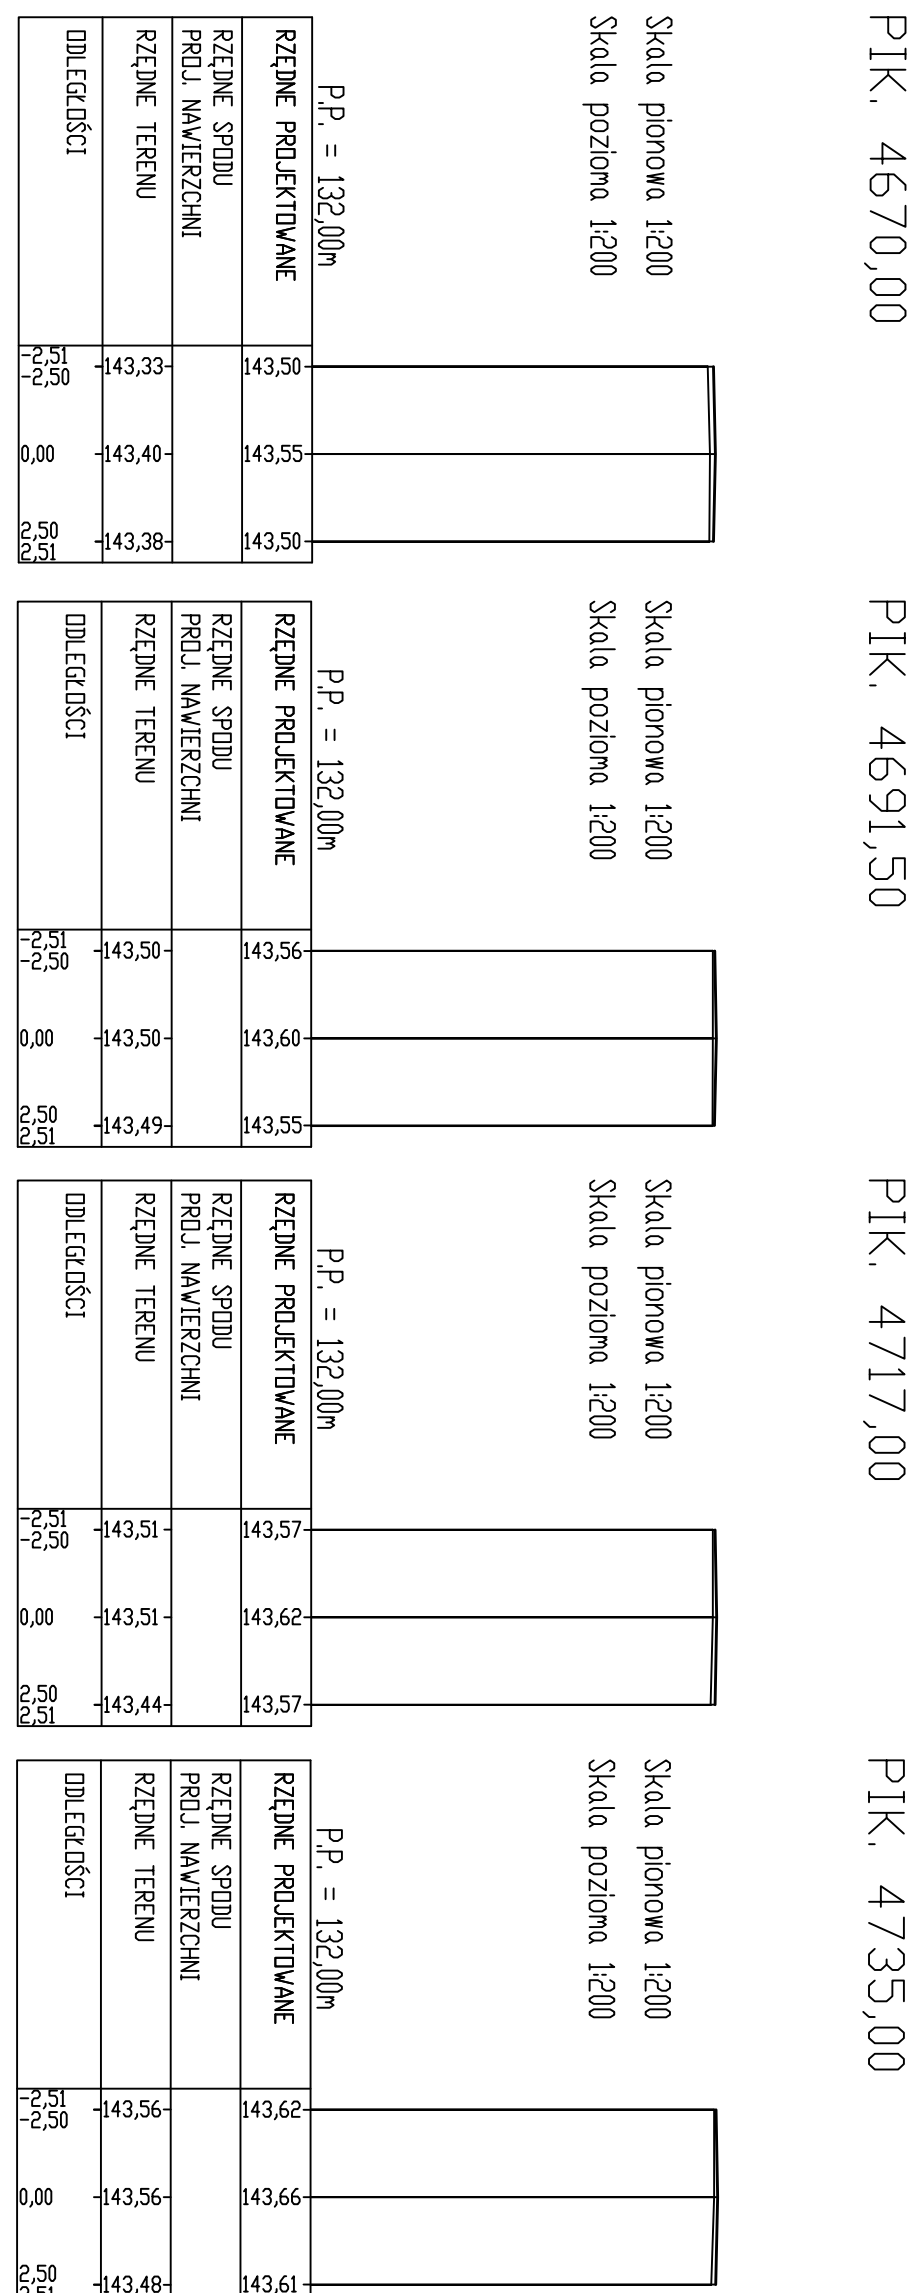 PIK. 4670,00
Skala pionowa 1:200
Skala pozioma 1:200
P.P. = 132,00m
RZĘDNE PROJEKTOWANE
143,50
143,55
143,50
RZĘDNE SPODU
PROJ. NAWIERZCHNI
RZĘDNE TERENU
143,33
143,40
143,38
ODLEGŁOŚCI
-2,51
-2,50
0,00
2,50
2,51
PIK. 4691,50
Skala pionowa 1:200
Skala pozioma 1:200
P.P. = 132,00m
RZĘDNE PROJEKTOWANE
143,56
143,60
143,55
RZĘDNE SPODU
PROJ. NAWIERZCHNI
RZĘDNE TERENU
143,50
143,50
143,49
ODLEGŁOŚCI
-2,51
-2,50
0,00
2,50
2,51
PIK. 4717,00
Skala pionowa 1:200
Skala pozioma 1:200
P.P. = 132,00m
RZĘDNE PROJEKTOWANE
143,57
143,62
143,57
RZĘDNE SPODU
PROJ. NAWIERZCHNI
RZĘDNE TERENU
143,51
143,51
143,44
ODLEGŁOŚCI
-2,51
-2,50
0,00
2,50
2,51
PIK. 4735,00
Skala pionowa 1:200
Skala pozioma 1:200
P.P. = 132,00m
RZĘDNE PROJEKTOWANE
143,62
143,66
143,61
RZĘDNE SPODU
PROJ. NAWIERZCHNI
RZĘDNE TERENU
143,56
143,56
143,48
ODLEGŁOŚCI
-2,51
-2,50
0,00
2,50